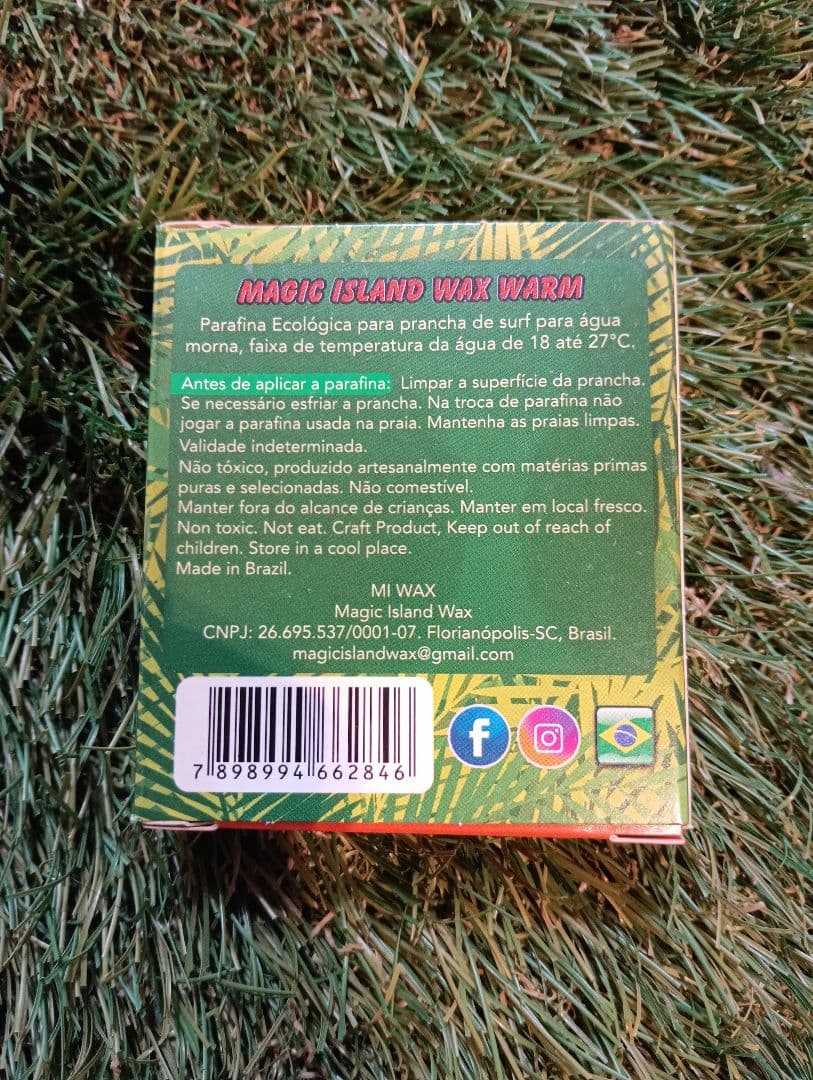 MAGIC ISLAND WAX WARM
Parafina Ecológica para prancha de surf para água
morna, faixa de temperatura da água de 18 até 27°C.
Antes de aplicar a parafina: Limpar a superfície da prancha.
Se necessário esfriar a prancha. Na troca de parafina não
jogar a parafina usada na praia. Mantenha as praias limpas.
Validade indeterminada.
Não tóxico, produzido artesanalmente com matérias primas
puras e selecionadas. Não comestível.
Manter fora do alcance de crianças. Manter em local fresco.
Non toxic. Not eat. Craft Product, Keep out of reach of
children. Store in a cool place.
Made in Brazil.
MI WAX
Magic Island Wax
CNPJ: 26.695.537/0001-07. Florianópolis-SC, Brasil.
magicislandwax@gmail.com
7 898994 662846